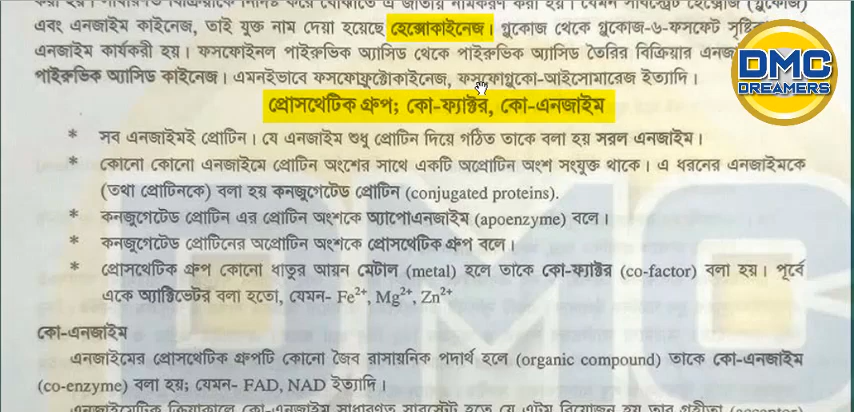 এবং এনজাইম কাইনেজ, তাই যুক্ত নাম দেয়া হয়েছে হেক্সোকাইনেজ। গ্লুকোজ থেকে গ্লুকোজ-৬-ফসফেট
এনজাইম কার্যকরী হয়। ফসফোইনল পাইরুভিক অ্যাসিড থেকে পাইরুভিক অ্যাসিড তৈরির বিক্রিয়ার
পাইরুভিক অ্যাসিড কাইনেজ। এমনইভাবে ফসফোফ্রুক্টোকাইনেজ, ফসফোগ্লুকো-আইসোমারেজ ইত্যাদি।
DMC
DREAMERS
প্রোসথেটিক গ্রুপ; কো-ফ্যাক্টর, কো-এনজাইম
* সব এনজাইমই প্রোটিন। যে এনজাইম শুধু প্রোটিন দিয়ে গঠিত তাকে বলা হয় সরল এনজাইম।
* কোনো কোনো এনজাইমে প্রোটিন অংশের সাথে একটি অপ্রোটিন অংশ সংযুক্ত থাকে। এ ধরনের এনজাইমকে
(তথা প্রোটিনকে) বলা হয় কনজুগেটেড প্রোটিন (conjugated proteins).
* কনজুগেটেড প্রোটিন এর প্রোটিন অংশকে অ্যাপোএনজাইম (apoenzyme) বলে।
* কনজুগেটেড প্রোটিনের অপ্রোটিন অংশকে প্রোসথেটিক গ্রুপ বলে।
* প্রোসথেটিক গ্রুপ কোনো ধাতুর আয়ন মেটাল (metal) হলে তাকে কো-ফ্যাক্টর (co-factor) বলা হয়। পূর্বে
একে অ্যাক্টিভেটর বলা হতো, যেমন- Fe²⁺, Mg²⁺, Zn²⁺
কো-এনজাইম
এনজাইমের প্রোসথেটিক গ্রুপটি কোনো জৈব রাসায়নিক পদার্থ হলে (organic compound) তাকে কো-এনজাইম
(co-enzyme) বলা হয়; যেমন- FAD, NAD ইত্যাদি।